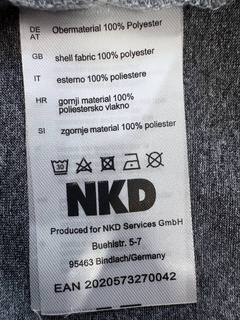 DE
AT
Obermaterial 100% Polyester
GB
shell fabric 100% polyester
IT
esterno 100% poliestere
HR
gornji material 100%
poliestersko vlakno
SI
zgornje material 100% poliester
30
NKD
Produced for NKD Services GmbH
Buehlstr. 5-7
95463 Bindlach/Germany
EAN 2020573270042